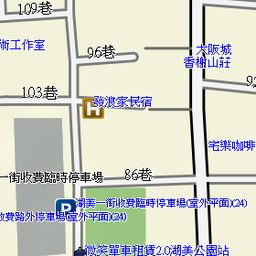 109巷
術工作室
96巷
大阪城
香榭山莊
92
103巷
發浪家民宿
宅樂咖啡
86巷
一街收費臨時停車場
湖美一街收費臨時停車場(室外平面)(24)
收費路外停車場(室外平面)(24)
微笑單車租賃2.0湖美公園站